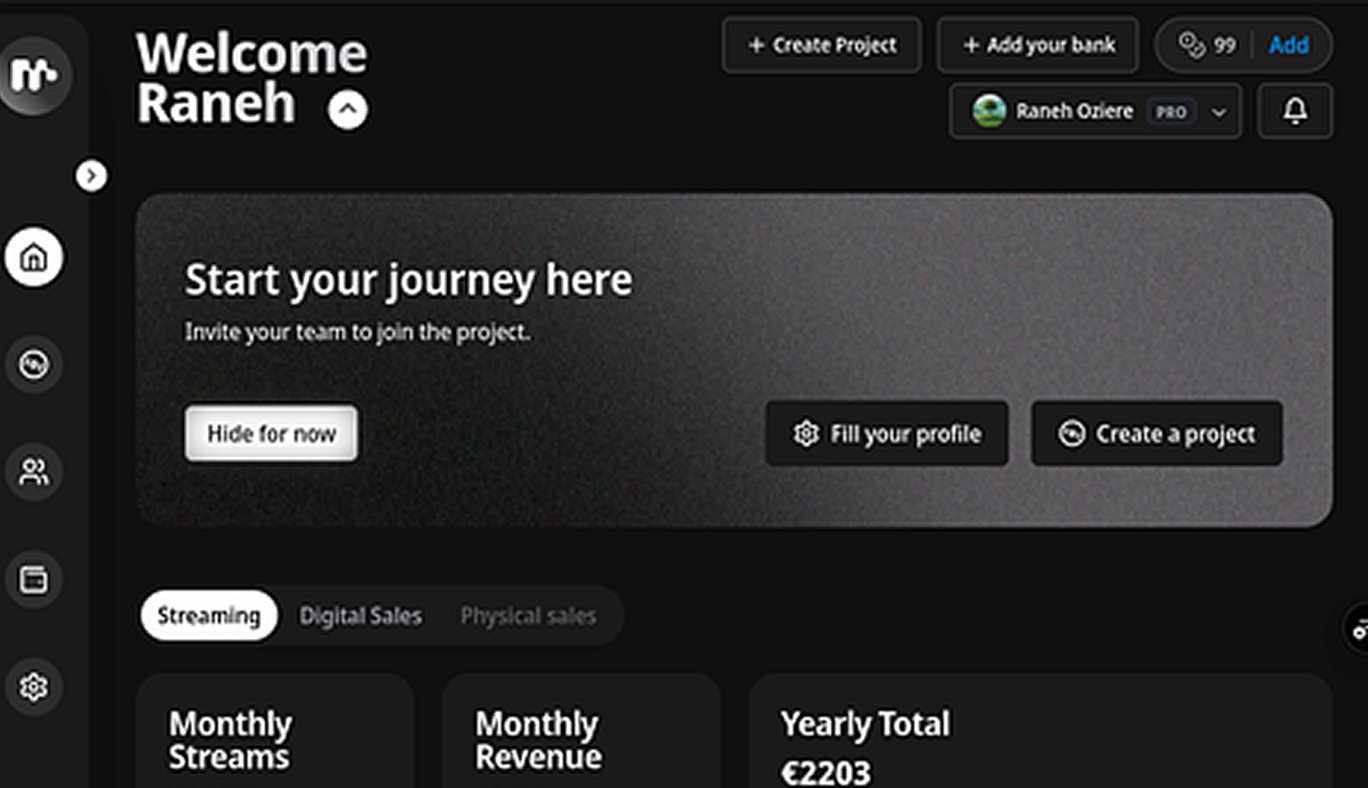 Welcome
Raneh
+ Create Project
+ Add your bank
99
Add
Raneh Oziere
PRO
Start your journey here
Invite your team to join the project.
Hide for now
Fill your profile
Create a project
Streaming
Digital Sales
Physical sales
Monthly
Streams
Monthly
Revenue
Yearly Total
€2203